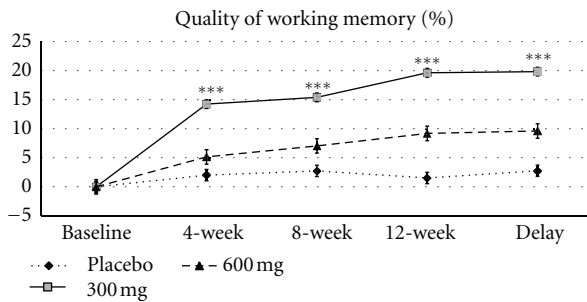 Quality of working memory (%)
25
20
15
10
5
0
−5
*** *** *** ***
Baseline 4-week 8-week 12-week Delay
Placebo 600 mg
300 mg